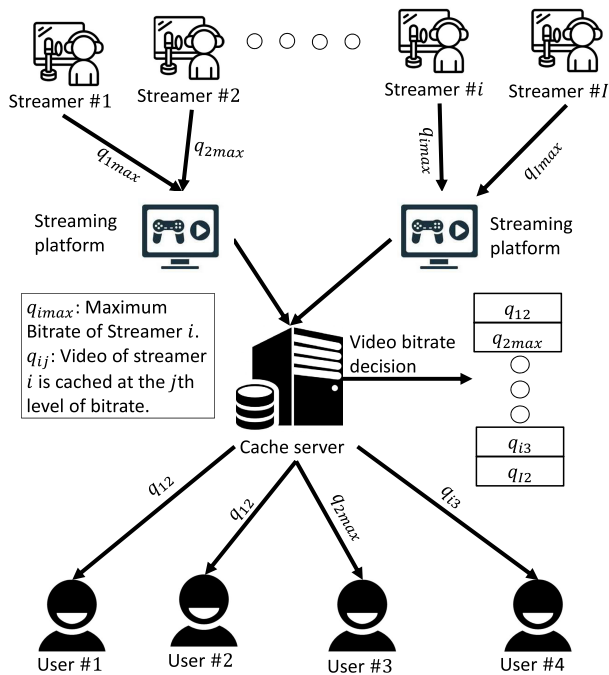 Streamer #1
Streamer #2
Streamer #i
Streamer #I
q1max
q2max
qimax
qImax
Streaming
platform
Streaming
platform
qimax: Maximum
Bitrate of Streamer i.
qij: Video of streamer
i is cached at the jth
level of bitrate.
Video bitrate
decision
q12
q2max
qi3
qI2
Cache server
q12
q12
q2max
qi3
User #1
User #2
User #3
User #4